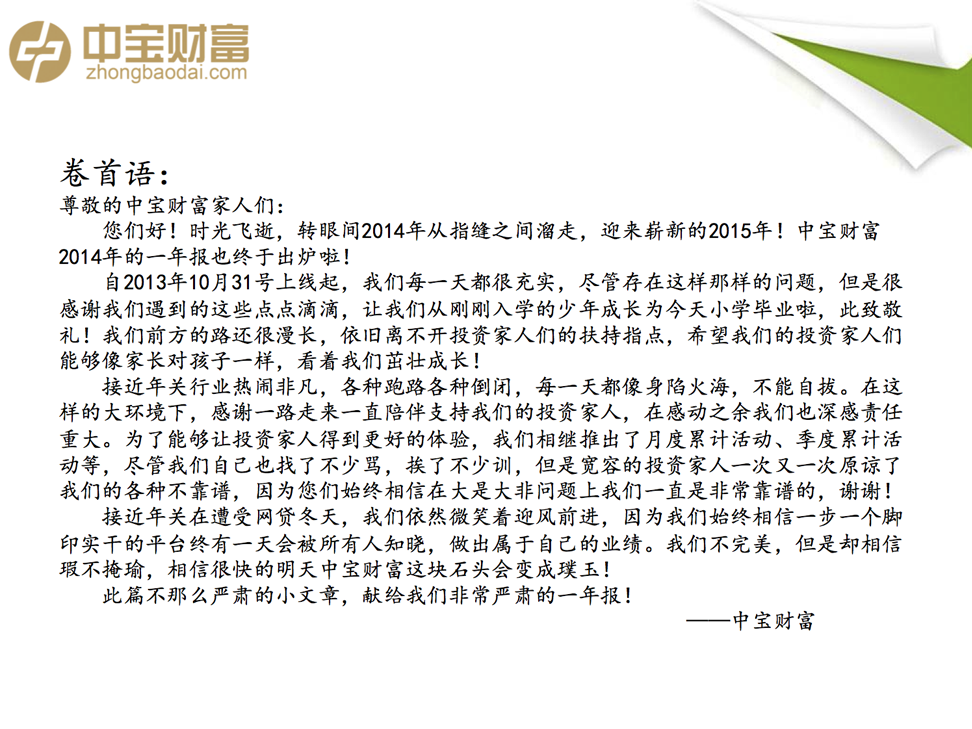 中宝财富
zhongbaodai.com
卷首语：
尊敬的中宝财富家人们：
您们好！时光飞逝，转眼间2014年从指缝之间溜走，迎来崭新的2015年！中宝财富
2014年的一年报也终于出炉啦！
自2013年10月31号上线起，我们每一天都很充实，尽管存在这样那样的问题，但是很
感谢我们遇到的这些点点滴滴，让我们从刚刚入学的少年成长为今天小学毕业啦，此致敬
礼！我们前方的路还很漫长，依旧离不开投资家人们的扶持指点，希望我们的投资家人们
能够像家长对孩子一样，看着我们茁壮成长！
接近年关行业热闹非凡，各种跑路各种倒闭，每一天都像身陷火海，不能自拔。在这
样的大环境下，感谢一路走来一直陪伴支持我们的投资家人，在感动之余我们也深感责任
重大。为了能够让投资家人得到更好的体验，我们相继推出了月度累计活动、季度累计活
动等，尽管我们自己也找了不少骂，挨了不少训，但是宽容的投资家人一次又一次原谅了
我们的各种不靠谱，因为您们始终相信在大是大非问题上我们一直是非常靠谱的，谢谢！
接近年关在遭受网贷冬天，我们依然微笑着迎风前进，因为我们始终相信一步一个脚
印实干的平台终有一天会被所有人知晓，做出属于自己的业绩。我们不完美，但是却相信
瑕不掩瑜，相信很快的明天中宝财富这块石头会变成璞玉！
此篇不那么严肃的小文章，献给我们非常严肃的一年报！
——中宝财富